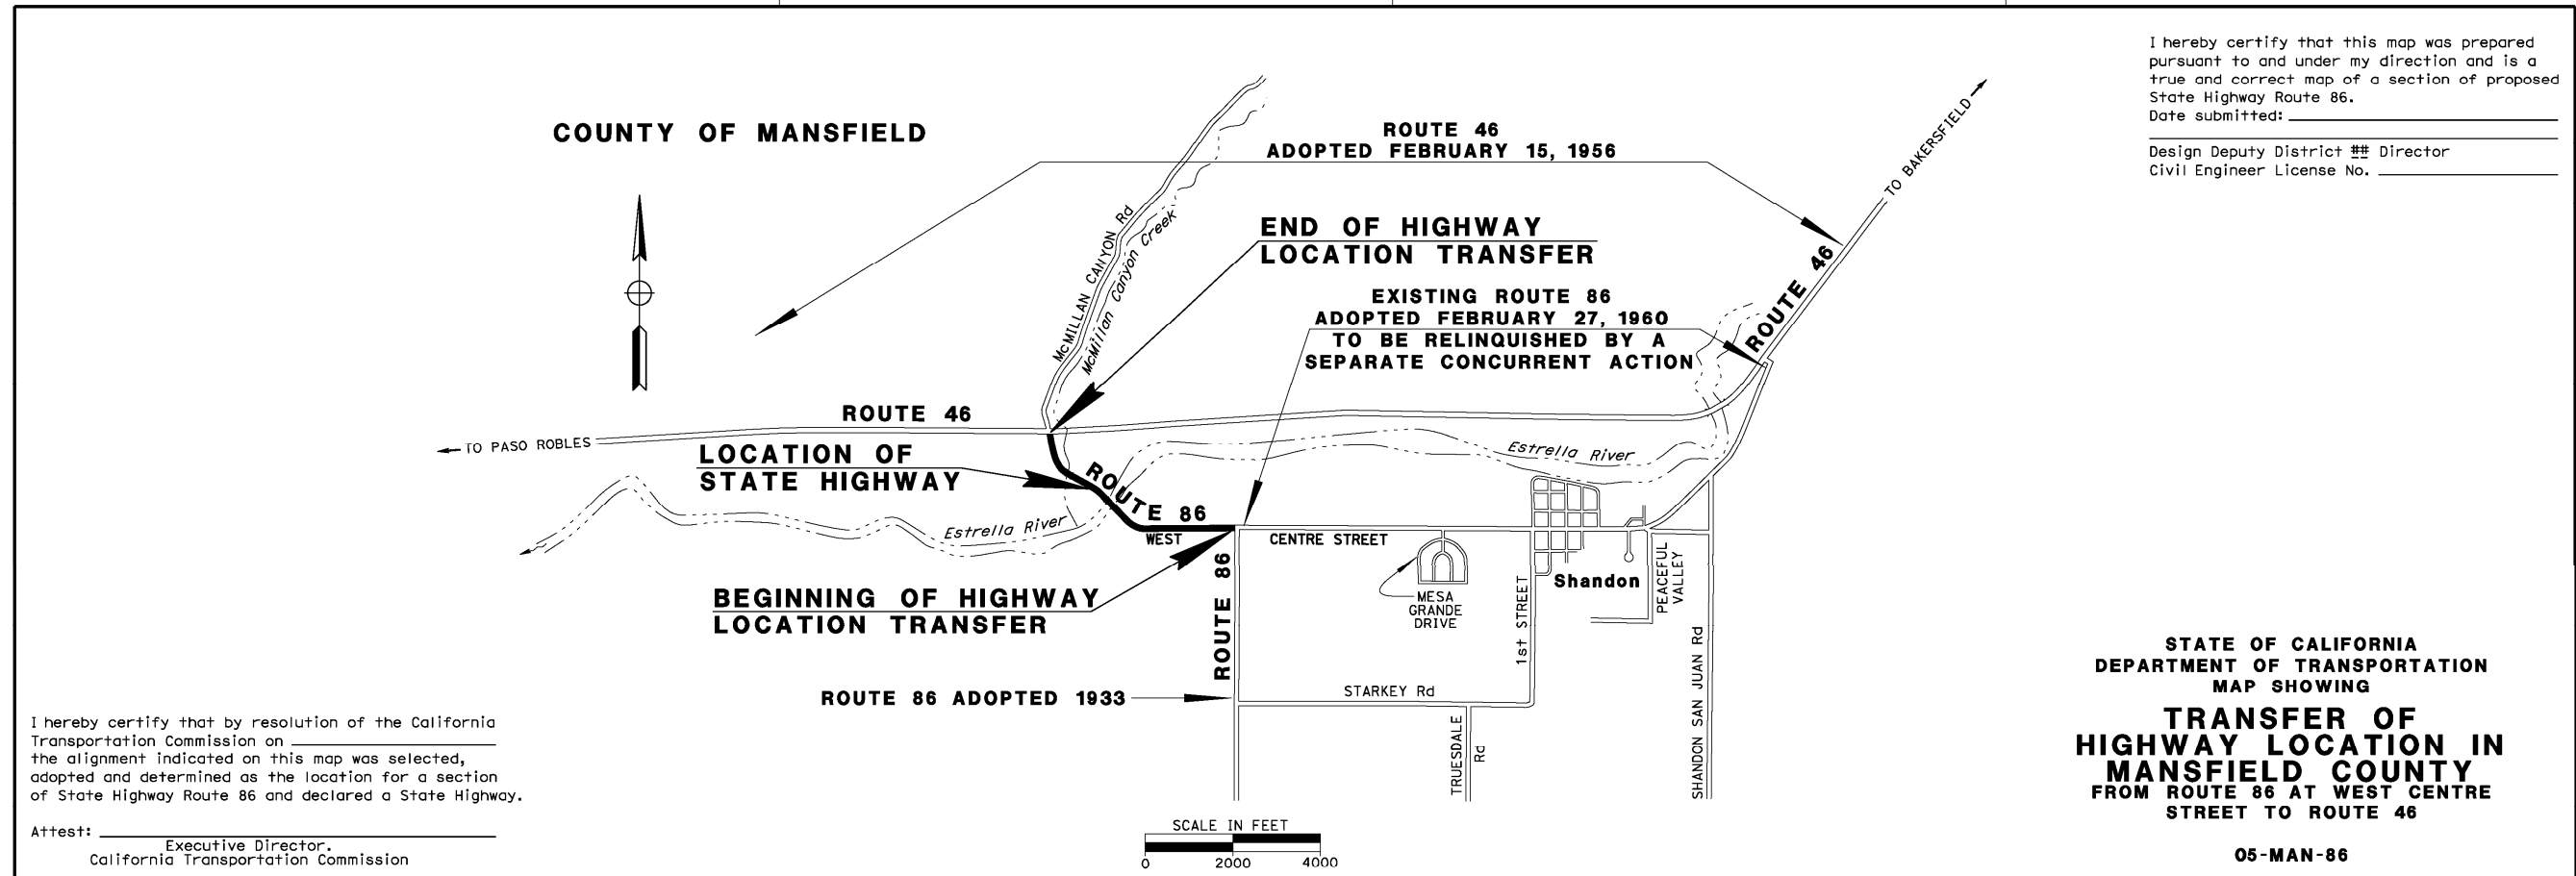 I hereby certify that this map was prepared
pursuant to and under my direction and is a
true and correct map of a section of proposed
State Highway Route 86.
Date submitted:
Design Deputy District ## Director
Civil Engineer License No.
COUNTY OF MANSFIELD
ROUTE 46
ADOPTED FEBRUARY 15, 1956
TO BAKERSFIELD
McMILLAN CANYON Rd
McMillan Canyon Creek
END OF HIGHWAY
LOCATION TRANSFER
EXISTING ROUTE 86
ADOPTED FEBRUARY 27, 1960
TO BE RELINQUISHED BY A
SEPARATE CONCURRENT ACTION
ROUTE 46
ROUTE 46
TO PASO ROBLES
LOCATION OF
STATE HIGHWAY
ROUTE 86
Estrella River
Estrella River
WEST
CENTRE STREET
BEGINNING OF HIGHWAY
LOCATION TRANSFER
ROUTE 86
MESA
GRANDE
DRIVE
1st STREET
Shandon
PEACEFUL
VALLEY
ROUTE 86 ADOPTED 1933
STARKEY Rd
TRUESDALE
Rd
SHANDON SAN JUAN Rd
I hereby certify that by resolution of the California
Transportation Commission on
the alignment indicated on this map was selected,
adopted and determined as the location for a section
of State Highway Route 86 and declared a State Highway.
Attest:
Executive Director.
California Transportation Commission
SCALE IN FEET
0 2000 4000
STATE OF CALIFORNIA
DEPARTMENT OF TRANSPORTATION
MAP SHOWING
TRANSFER OF
HIGHWAY LOCATION IN
MANSFIELD COUNTY
FROM ROUTE 86 AT WEST CENTRE
STREET TO ROUTE 46
05-MAN-86